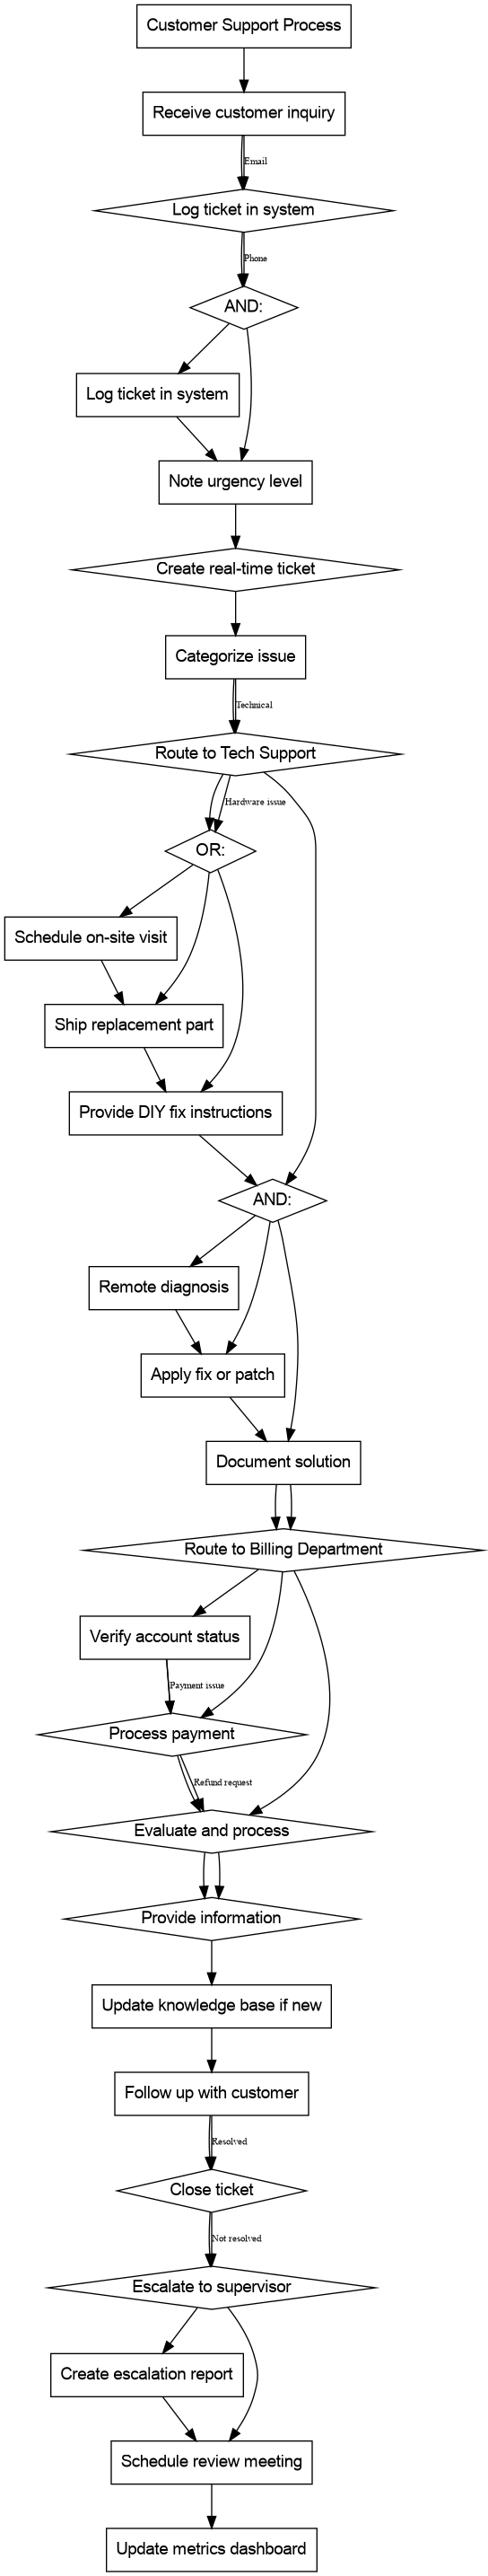 Customer Support Process
Receive customer inquiry
Email
Log ticket in system
Phone
AND:
Log ticket in system
Note urgency level
Create real-time ticket
Categorize issue
Technical
Route to Tech Support
Hardware issue
OR:
Schedule on-site visit
Ship replacement part
Provide DIY fix instructions
AND:
Remote diagnosis
Apply fix or patch
Document solution
Route to Billing Department
Verify account status
Payment issue
Process payment
Refund request
Evaluate and process
Provide information
Update knowledge base if new
Follow up with customer
Resolved
Close ticket
Not resolved
Escalate to supervisor
Create escalation report
Schedule review meeting
Update metrics dashboard